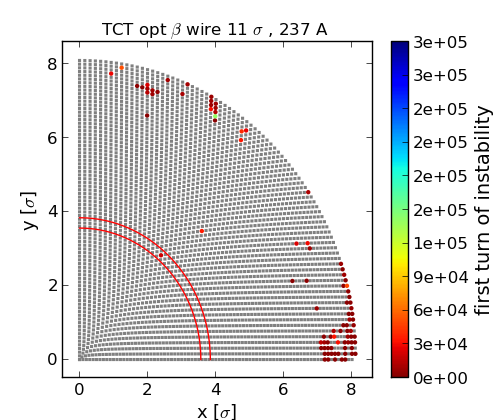 TCT opt β wire 11 σ , 237 A
8
6
4
2
0
y [σ]
0 2 4 6 8
x [σ]
3e+05
3e+05
2e+05
2e+05
2e+05
2e+05
1e+05
9e+04
6e+04
3e+04
0e+00
first turn of instability